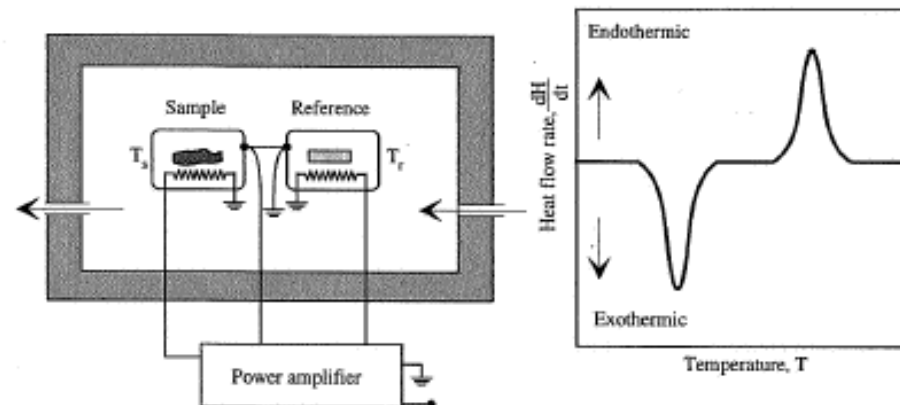 Sample
Reference
Tₛ
Tᵣ
Power amplifier
Endothermic
Heat flow rate, dH/dt
Exothermic
Temperature, T